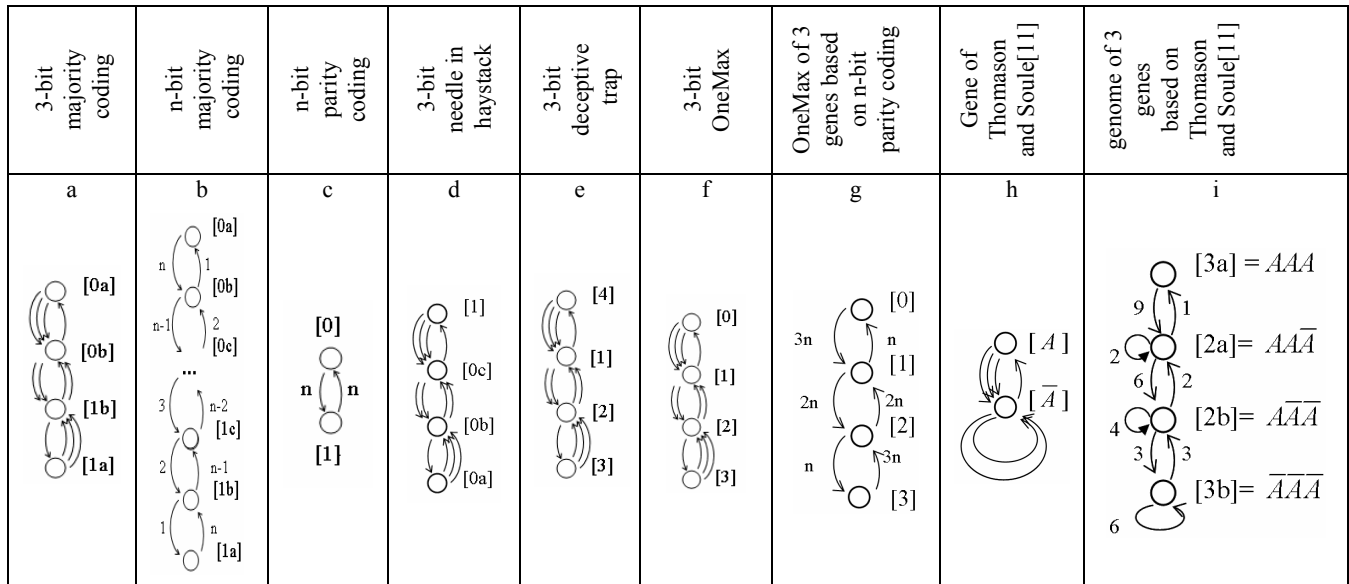 3-bit
majority
coding
n-bit
majority
coding
n-bit
parity
coding
3-bit
needle in
haystack
3-bit
deceptive
trap
3-bit
OneMax
OneMax of 3
genes based
on n-bit
parity coding
Gene of
Thomason
and Soule[11]
genome of 3
genes
based on
Thomason
and Soule[11]
a
[0a]
[0b]
[1b]
[1a]
b
[0a]
n 1
[0b]
n-1 2
[0c]
...
3 n-2
[1c]
2 n-1
[1b]
1 n
[1a]
c
[0]
n n
[1]
d
[1]
[0c]
[0b]
[0a]
e
[4]
[1]
[2]
[3]
f
[0]
[1]
[2]
[3]
g
[0]
3n n
[1]
2n 2n
[2]
n 3n
[3]
h
[A]
[A̅]
i
[3a] = AAA
9 1
2 [2a]= AAA̅
6 2
4 [2b]= AA̅A̅
3 3
[3b]= A̅A̅A̅
6